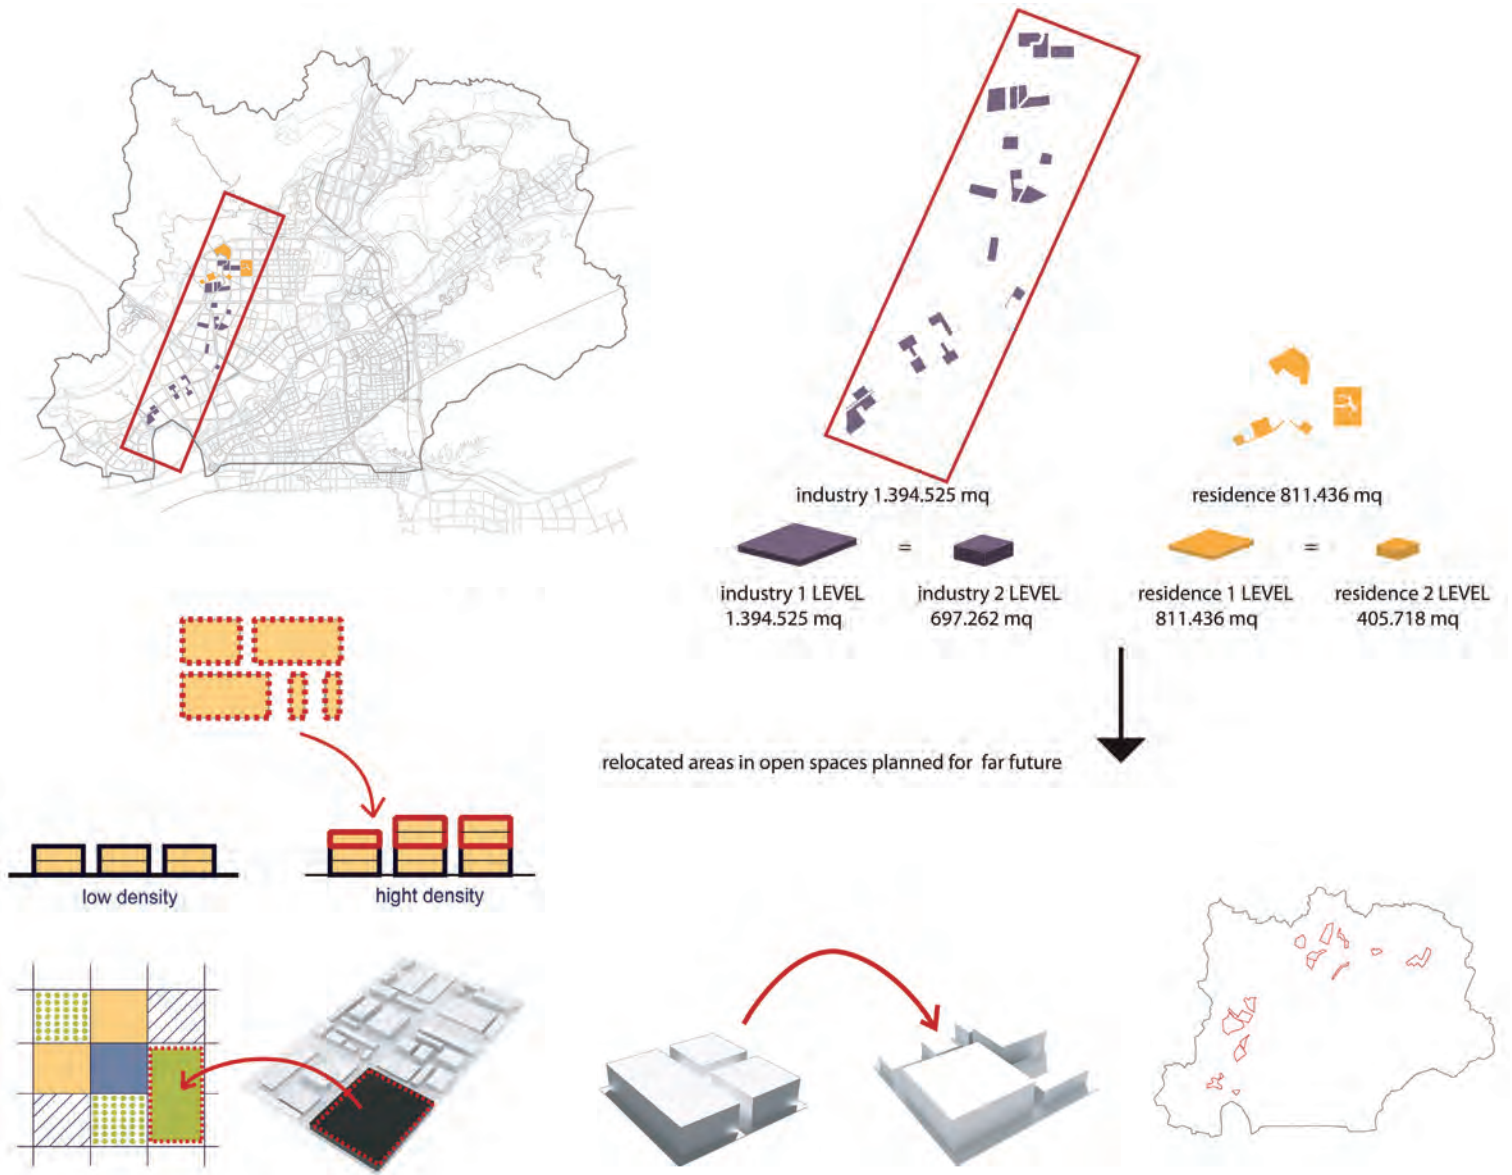 industry 1.394.525 mq
residence 811.436 mq
=
=
industry 1 LEVEL
1.394.525 mq
industry 2 LEVEL
697.262 mq
residence 1 LEVEL
811.436 mq
residence 2 LEVEL
405.718 mq
relocated areas in open spaces planned for far future
low density
hight density